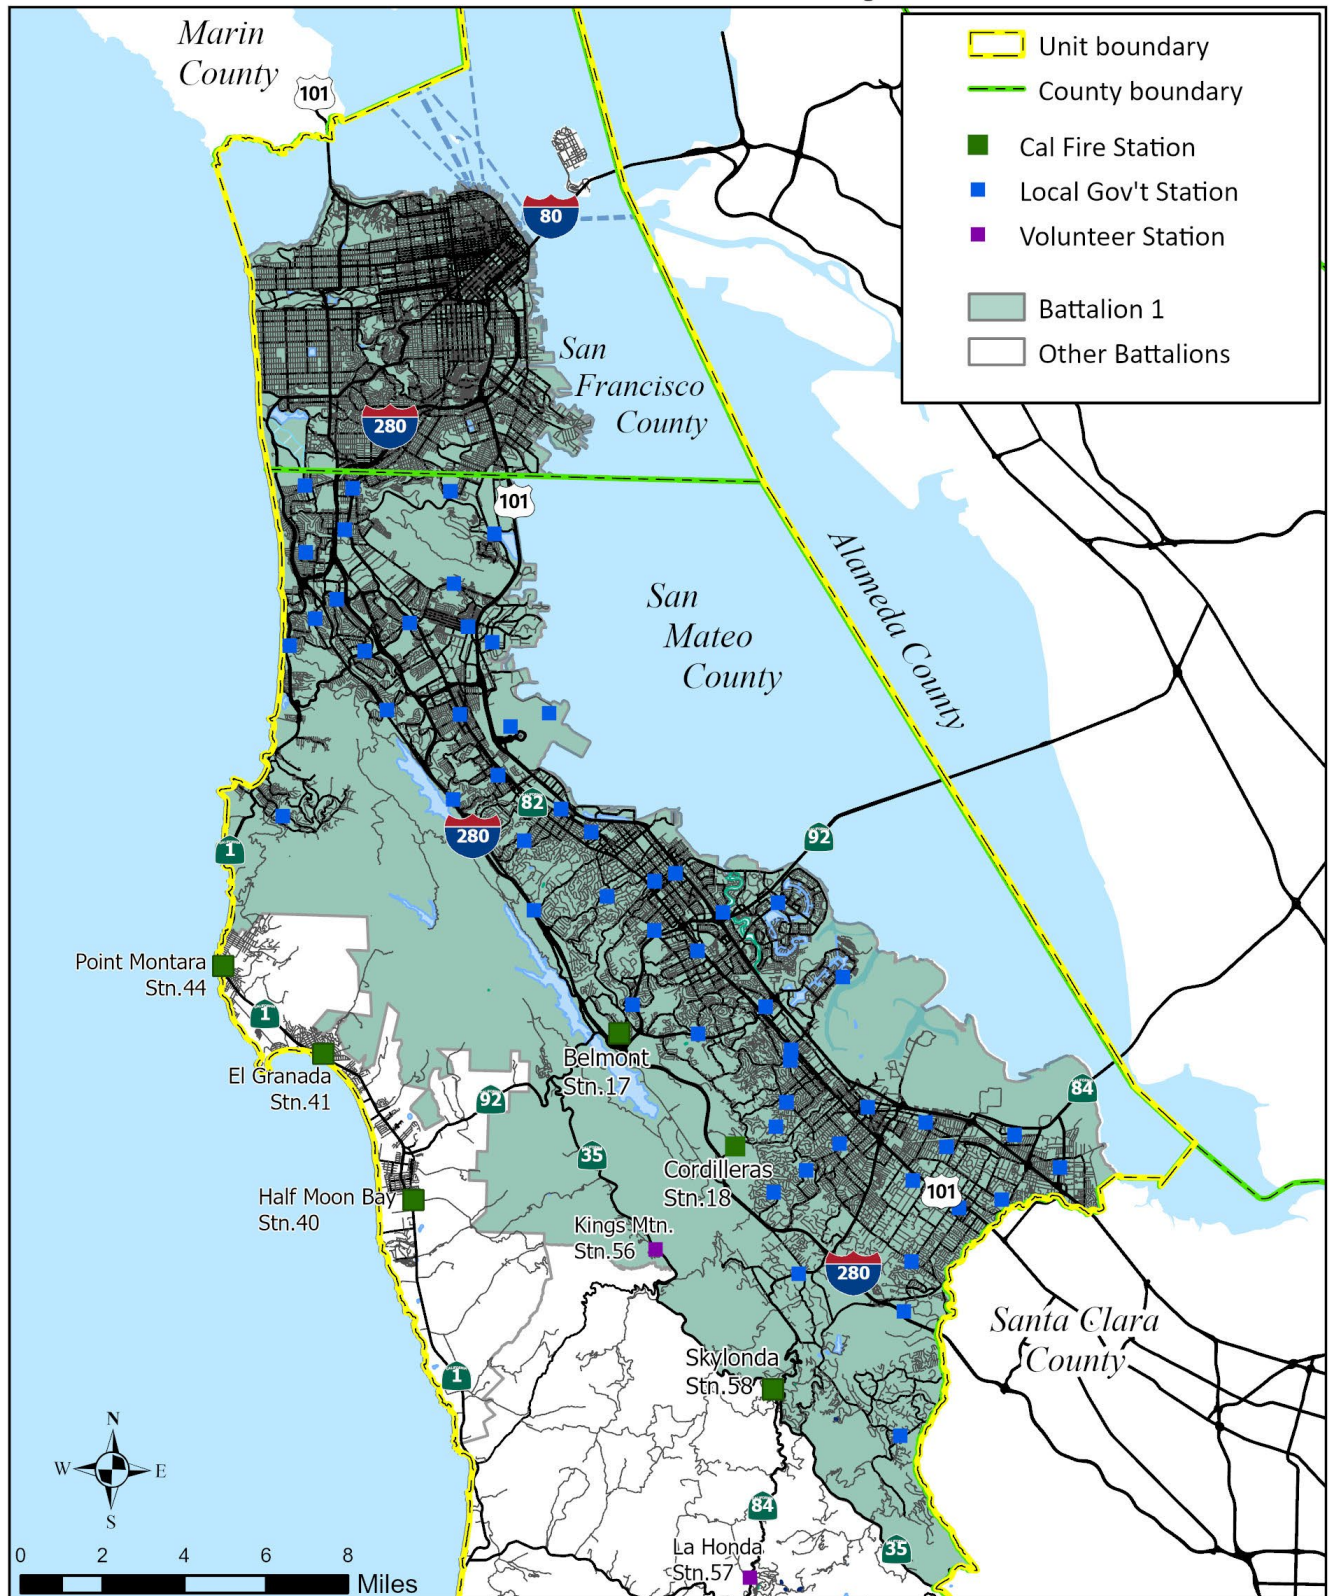 Marin
County
101
Unit boundary
County boundary
Cal Fire Station
Local Gov't Station
Volunteer Station
Battalion 1
Other Battalions
80
San
Francisco
County
280
101
San
Mateo
County
Alameda County
82
280
92
1
Point Montara
Stn.44
1
El Granada
Stn.41
Belmont
Stn.17
92
84
35
Cordilleras
Stn.18
101
Half Moon Bay
Stn.40
Kings Mtn.
Stn.56
280
Santa Clara
County
Skylonda
Stn.58
1
N
W
E
S
84
35
La Honda
Stn.57
0 2 4 6 8
Miles